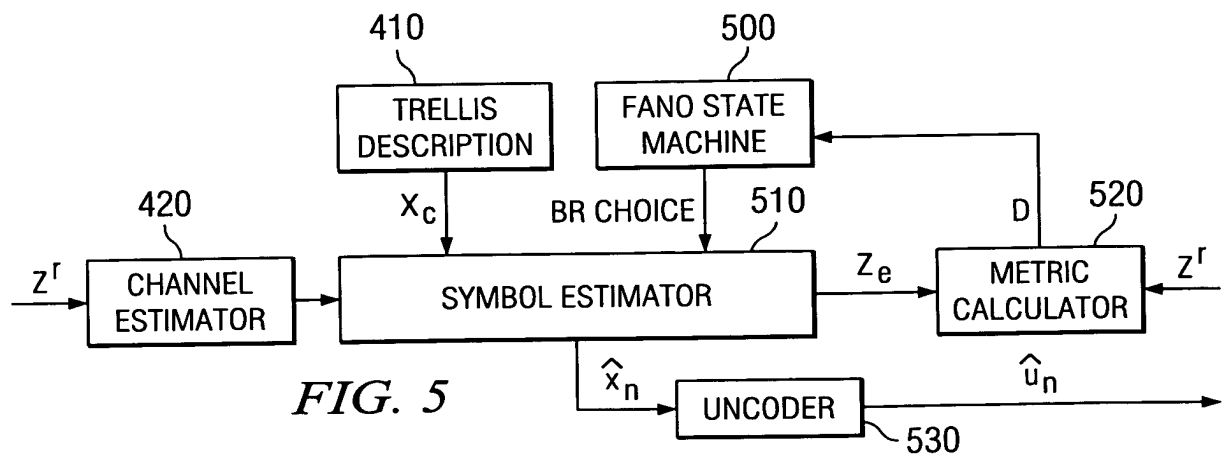 410
500
TRELLIS
DESCRIPTION
FANO STATE
MACHINE
420
X_c
BR CHOICE
510
D
520
Z^r
CHANNEL
ESTIMATOR
SYMBOL ESTIMATOR
Z_e
METRIC
CALCULATOR
Z^r
FIG. 5
x̂_n
UNCODER
û_n
530